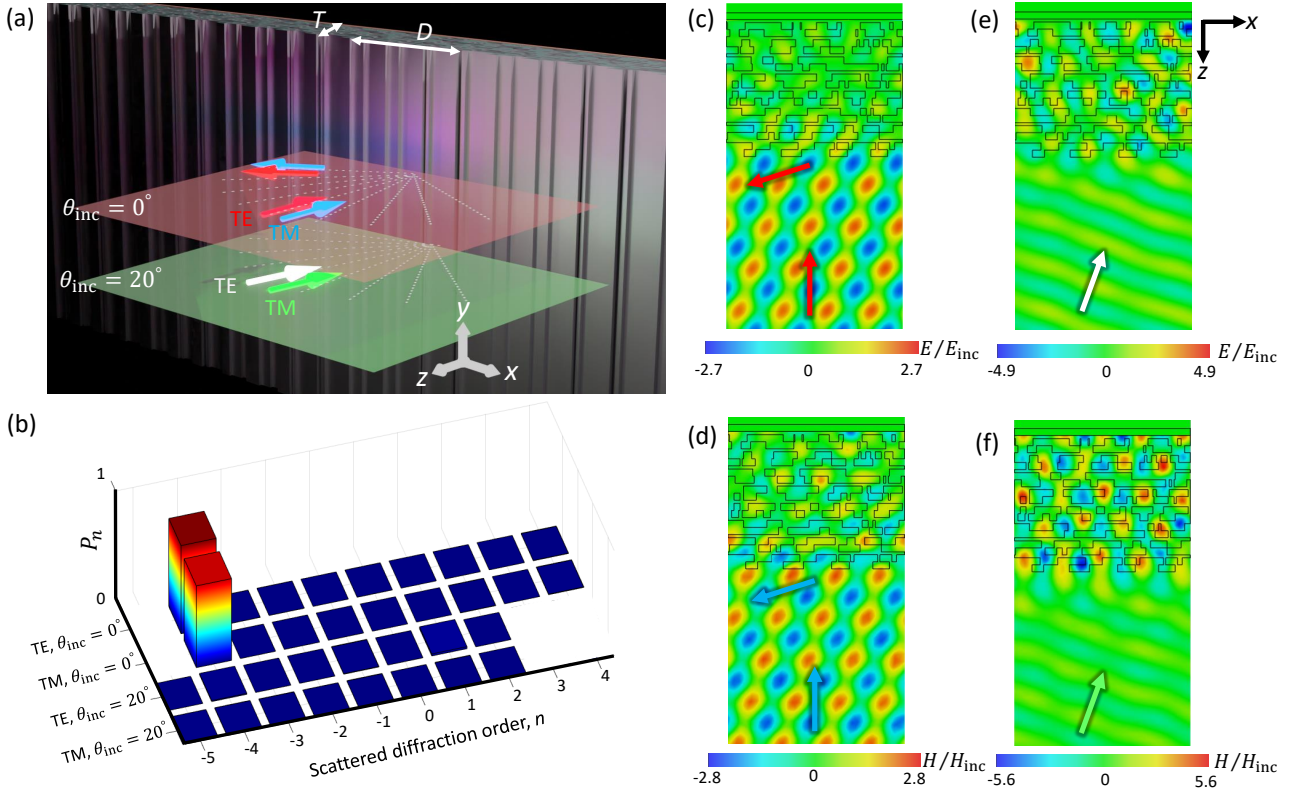 (a)
T
D
θinc = 0°
TE
TM
θinc = 20°
TE
TM
y
z
x
(b)
1
Pn
0
TE, θinc = 0°
TM, θinc = 0°
TE, θinc = 20°
TM, θinc = 20°
-5
-4
-3
-2
-1
0
1
2
3
4
Scattered diffraction order, n
(c)
E/Einc
-2.7
0
2.7
(d)
H/Hinc
-2.8
0
2.8
(e)
x
z
E/Einc
-4.9
0
4.9
(f)
H/Hinc
-5.6
0
5.6